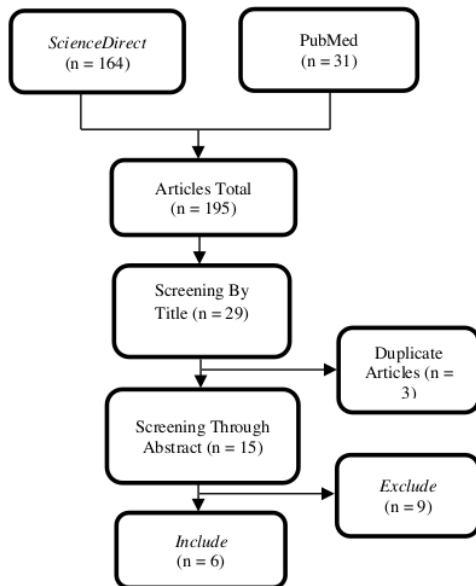 ScienceDirect
(n = 164)
PubMed
(n = 31)
Articles Total
(n = 195)
Screening By
Title (n = 29)
Duplicate
Articles (n =
3)
Screening Through
Abstract (n = 15)
Exclude
(n = 9)
Include
(n = 6)